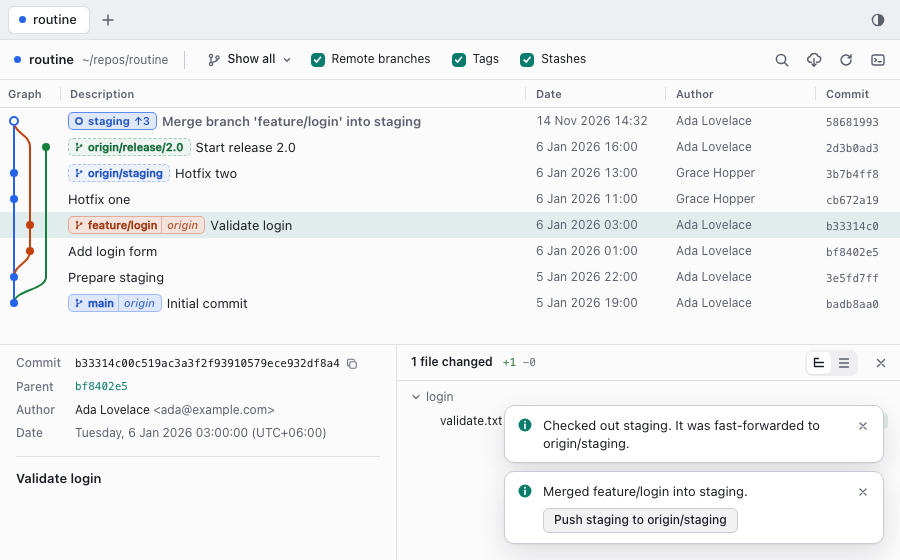 routine
routine ~/repos/routine Show all Remote branches Tags Stashes
Graph Description Date Author Commit
staging ↑3 Merge branch 'feature/login' into staging 14 Nov 2026 14:32 Ada Lovelace 58681993
origin/release/2.0 Start release 2.0 6 Jan 2026 16:00 Ada Lovelace 2d3b0ad3
origin/staging Hotfix two 6 Jan 2026 13:00 Grace Hopper 3b7b4ff8
Hotfix one 6 Jan 2026 11:00 Grace Hopper cb672a19
feature/login origin Validate login 6 Jan 2026 03:00 Ada Lovelace b33314c0
Add login form 6 Jan 2026 01:00 Ada Lovelace bf8402e5
Prepare staging 5 Jan 2026 22:00 Ada Lovelace 3e5fd7ff
main origin Initial commit 5 Jan 2026 19:00 Ada Lovelace badb8aa0
Commit b33314c00c519ac3a3f2f93910579ece932df8a4
Parent bf8402e5
Author Ada Lovelace <ada@example.com>
Date Tuesday, 6 Jan 2026 03:00:00 (UTC+06:00)
Validate login
1 file changed +1 −0
login
validate.txt
Checked out staging. It was fast-forwarded to
origin/staging.
Merged feature/login into staging.
Push staging to origin/staging